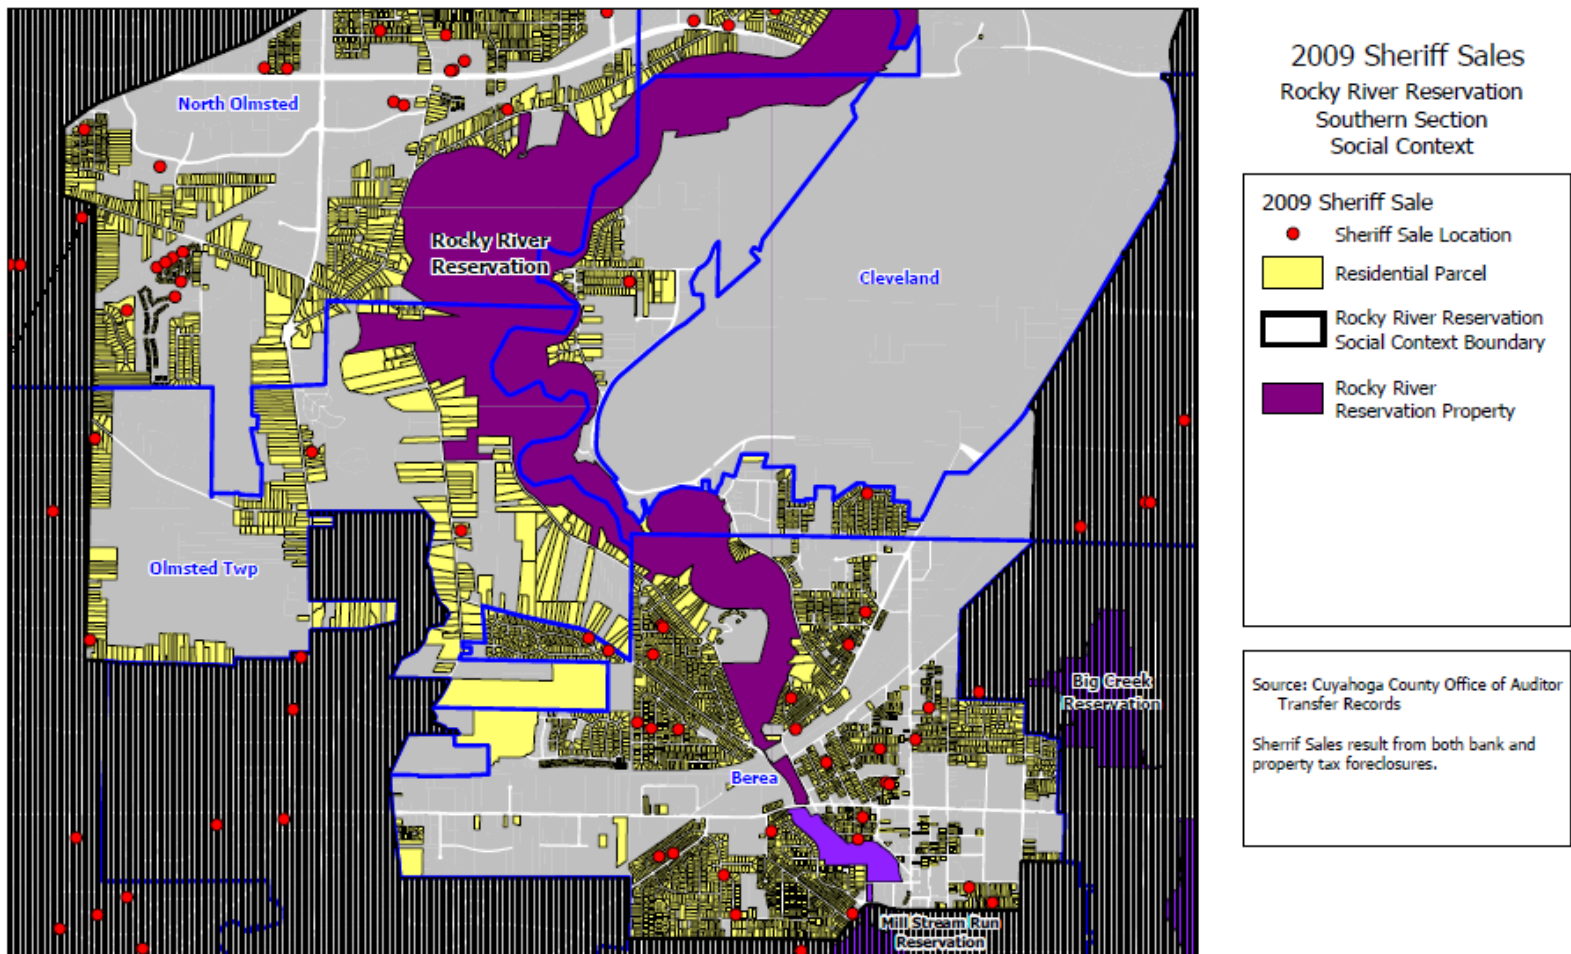 2009 Sheriff Sales
Rocky River Reservation
Southern Section
Social Context
2009 Sheriff Sale
Sheriff Sale Location
Residential Parcel
Rocky River Reservation
Social Context Boundary
Rocky River
Reservation Property
Source: Cuyahoga County Office of Auditor
Transfer Records
Sherrif Sales result from both bank and
property tax foreclosures.
North Olmsted
Rocky River
Reservation
Cleveland
Olmsted Twp
Big Creek
Reservation
Berea
Mill Stream Run
Reservation